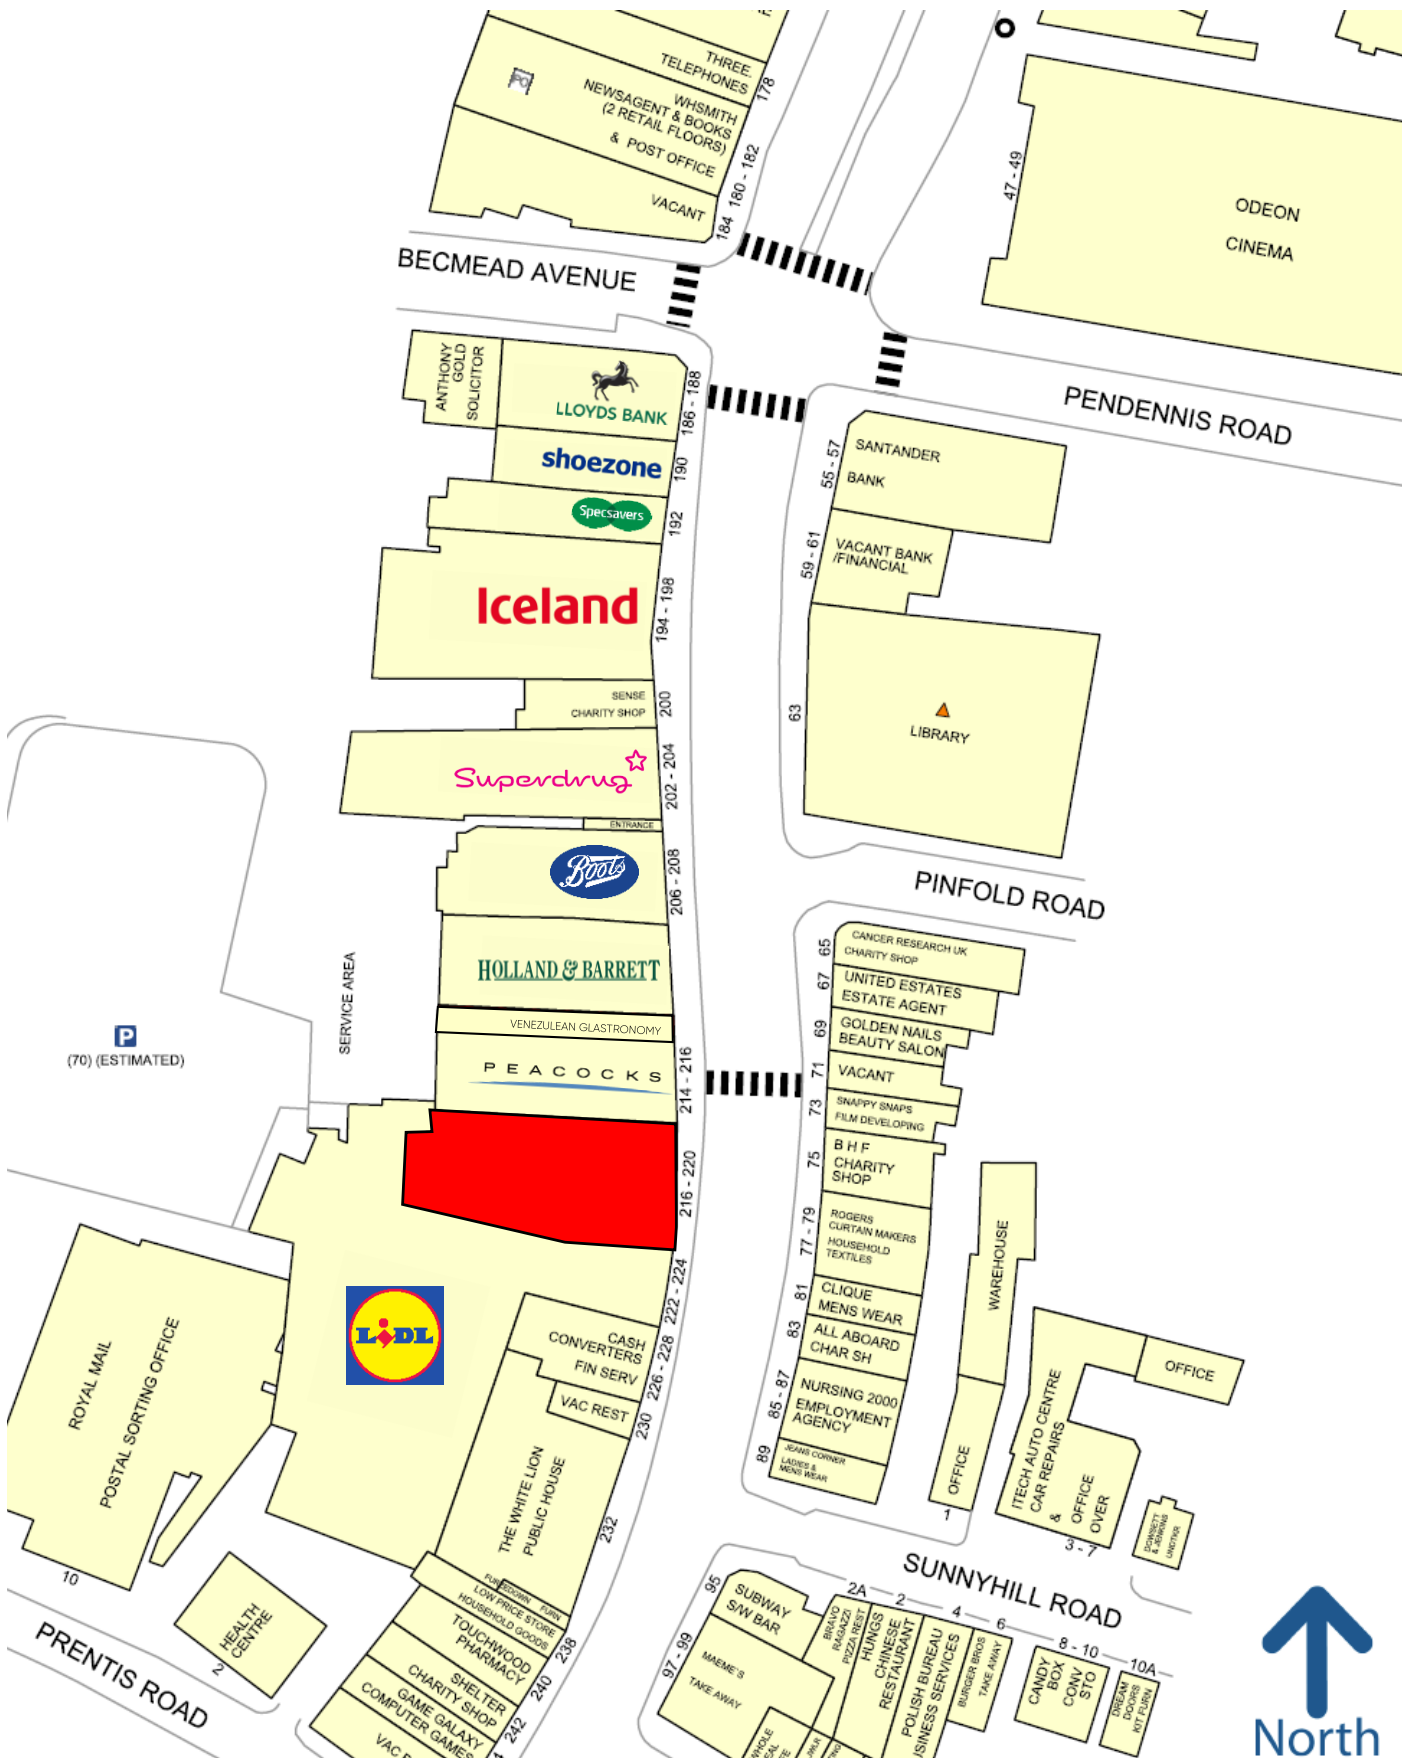 THREE.
TELEPHONES
178
PO
WHSMITH
NEWSAGENT & BOOKS
(2 RETAIL FLOORS)
& POST OFFICE
180 - 182
VACANT
184
47 - 49
ODEON
CINEMA
BECMEAD AVENUE
ANTHONY
GOLD
SOLICITOR
LLOYDS BANK
186 - 188
shoezone
190
Specsavers
192
Iceland
194 - 198
SENSE
CHARITY SHOP
200
Superdrug
202 - 204
ENTRANCE
Boots
206 - 208
HOLLAND & BARRETT
VENEZULEAN GLASTRONOMY
PEACOCKS
214 - 216
216 - 220
SERVICE AREA
P
(70) (ESTIMATED)
PENDENNIS ROAD
SANTANDER
BANK
55 - 57
VACANT BANK
/FINANCIAL
59 - 61
LIBRARY
63
PINFOLD ROAD
65
CANCER RESEARCH UK
CHARITY SHOP
67
UNITED ESTATES
ESTATE AGENT
69
GOLDEN NAILS
BEAUTY SALON
71
VACANT
73
SNAPPY SNAPS
FILM DEVELOPING
75
B H F
CHARITY
SHOP
77 - 79
ROGERS
CURTAIN MAKERS
HOUSEHOLD
TEXTILES
81
CLIQUE
MENS WEAR
83
ALL ABOARD
CHAR SH
85 - 87
NURSING 2000
EMPLOYMENT
AGENCY
89
JEANS CORNER
LADIES &
MENS WEAR
WAREHOUSE
OFFICE
1
ITECH AUTO CENTRE
CAR REPAIRS
&
OFFICE
OVER
3 - 7
OFFICE
DOWSETT
& JENKINS
UNDTKR
LIDL
222 - 224
CASH
CONVERTERS
FIN SERV
226 - 228
VAC REST
230
THE WHITE LION
PUBLIC HOUSE
232
FURN
LOW PRICE STORE
HOUSEHOLD GOODS
238
TOUCHWOOD
PHARMACY
240
SHELTER
CHARITY SHOP
242
GAME GALAXY
COMPUTER GAMES
ROYAL MAIL
POSTAL SORTING OFFICE
10
HEALTH
CENTRE
2
PRENTIS ROAD
SUNNYHILL ROAD
95
SUBWAY
S/W BAR
97 - 99
MAEME'S
TAKE AWAY
2A
BRAVO
RAGAZZI
PIZZA REST
2
HUNGS
CHINESE
RESTAURANT
4
POLISH BUREAU
6
BURGER BROS
TAKE AWAY
8 - 10
CANDY
BOX
CONV
STO
10A
DREAM
DOORS
KIT FURN
North